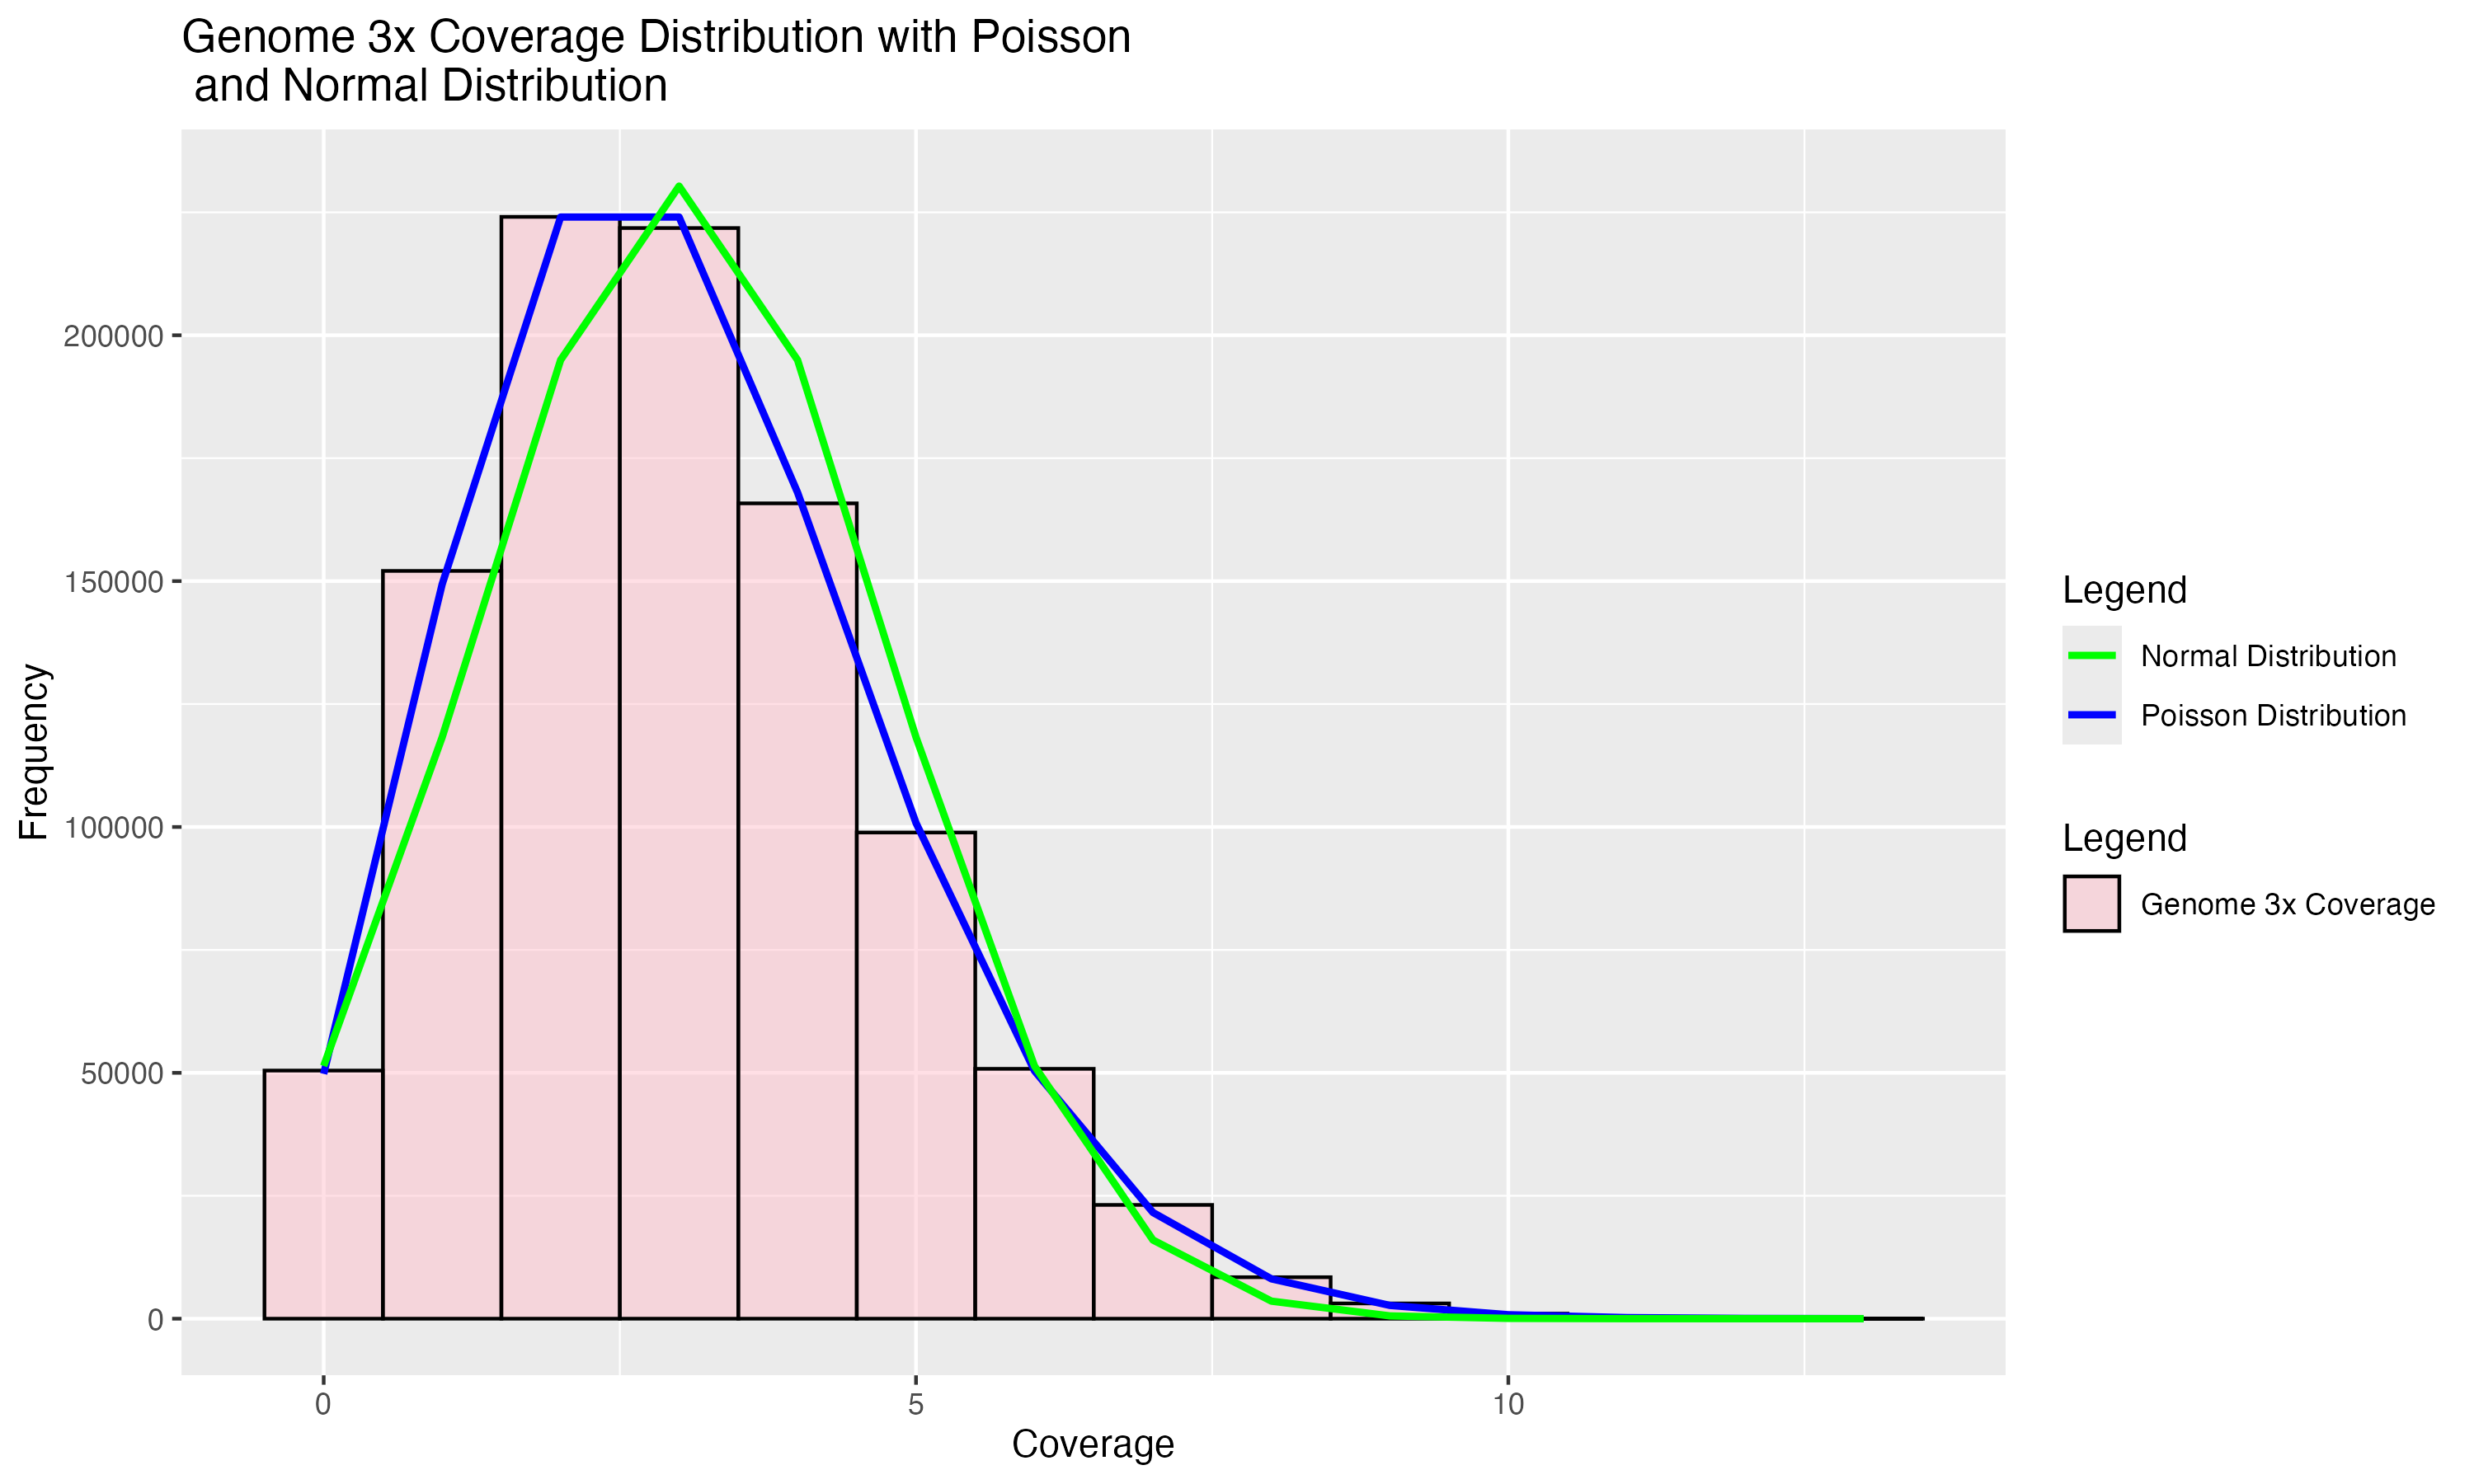 Genome 3x Coverage Distribution with Poisson
and Normal Distribution
Frequency
200000
150000
100000
50000
0
0
5
10
Coverage
Legend
Normal Distribution
Poisson Distribution
Legend
Genome 3x Coverage